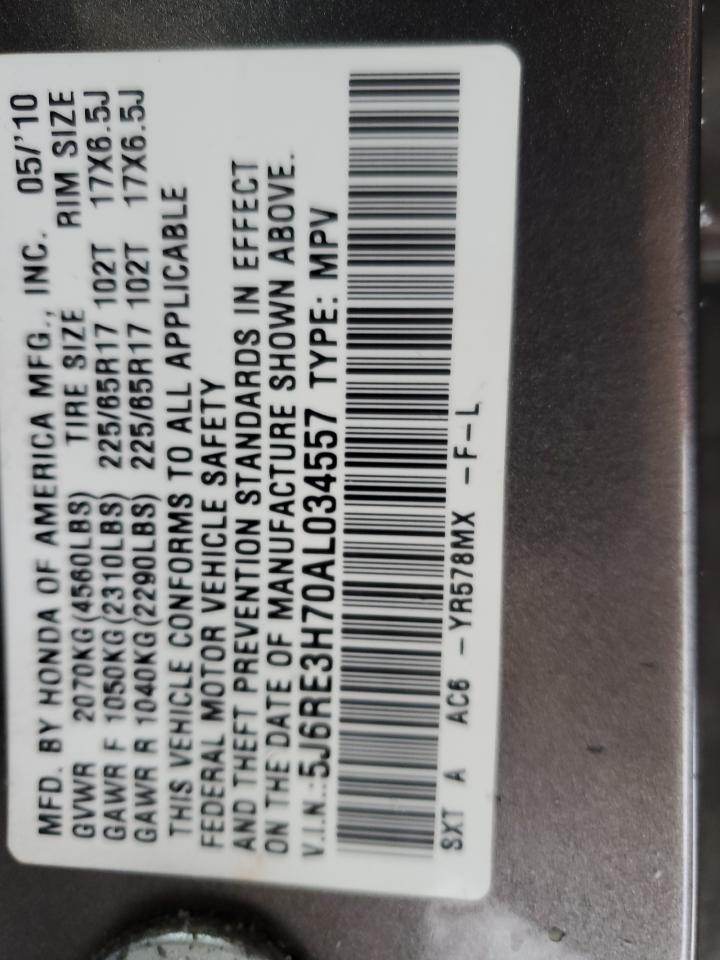 MFD. BY HONDA OF AMERICA MFG., INC. 05/'10
GVWR 2070KG(4560LBS) TIRE SIZE RIM SIZE
GAWR F 1050KG(2310LBS) 225/65R17 102T 17X6.5J
GAWR R 1040KG(2290LBS) 225/65R17 102T 17X6.5J
THIS VEHICLE CONFORMS TO ALL APPLICABLE
FEDERAL MOTOR VEHICLE SAFETY
AND THEFT PREVENTION STANDARDS IN EFFECT
ON THE DATE OF MANUFACTURE SHOWN ABOVE.
V.I.N.:5J6RE3H70AL034557 TYPE: MPV
SXT A AC6 -YR578MX -F-L